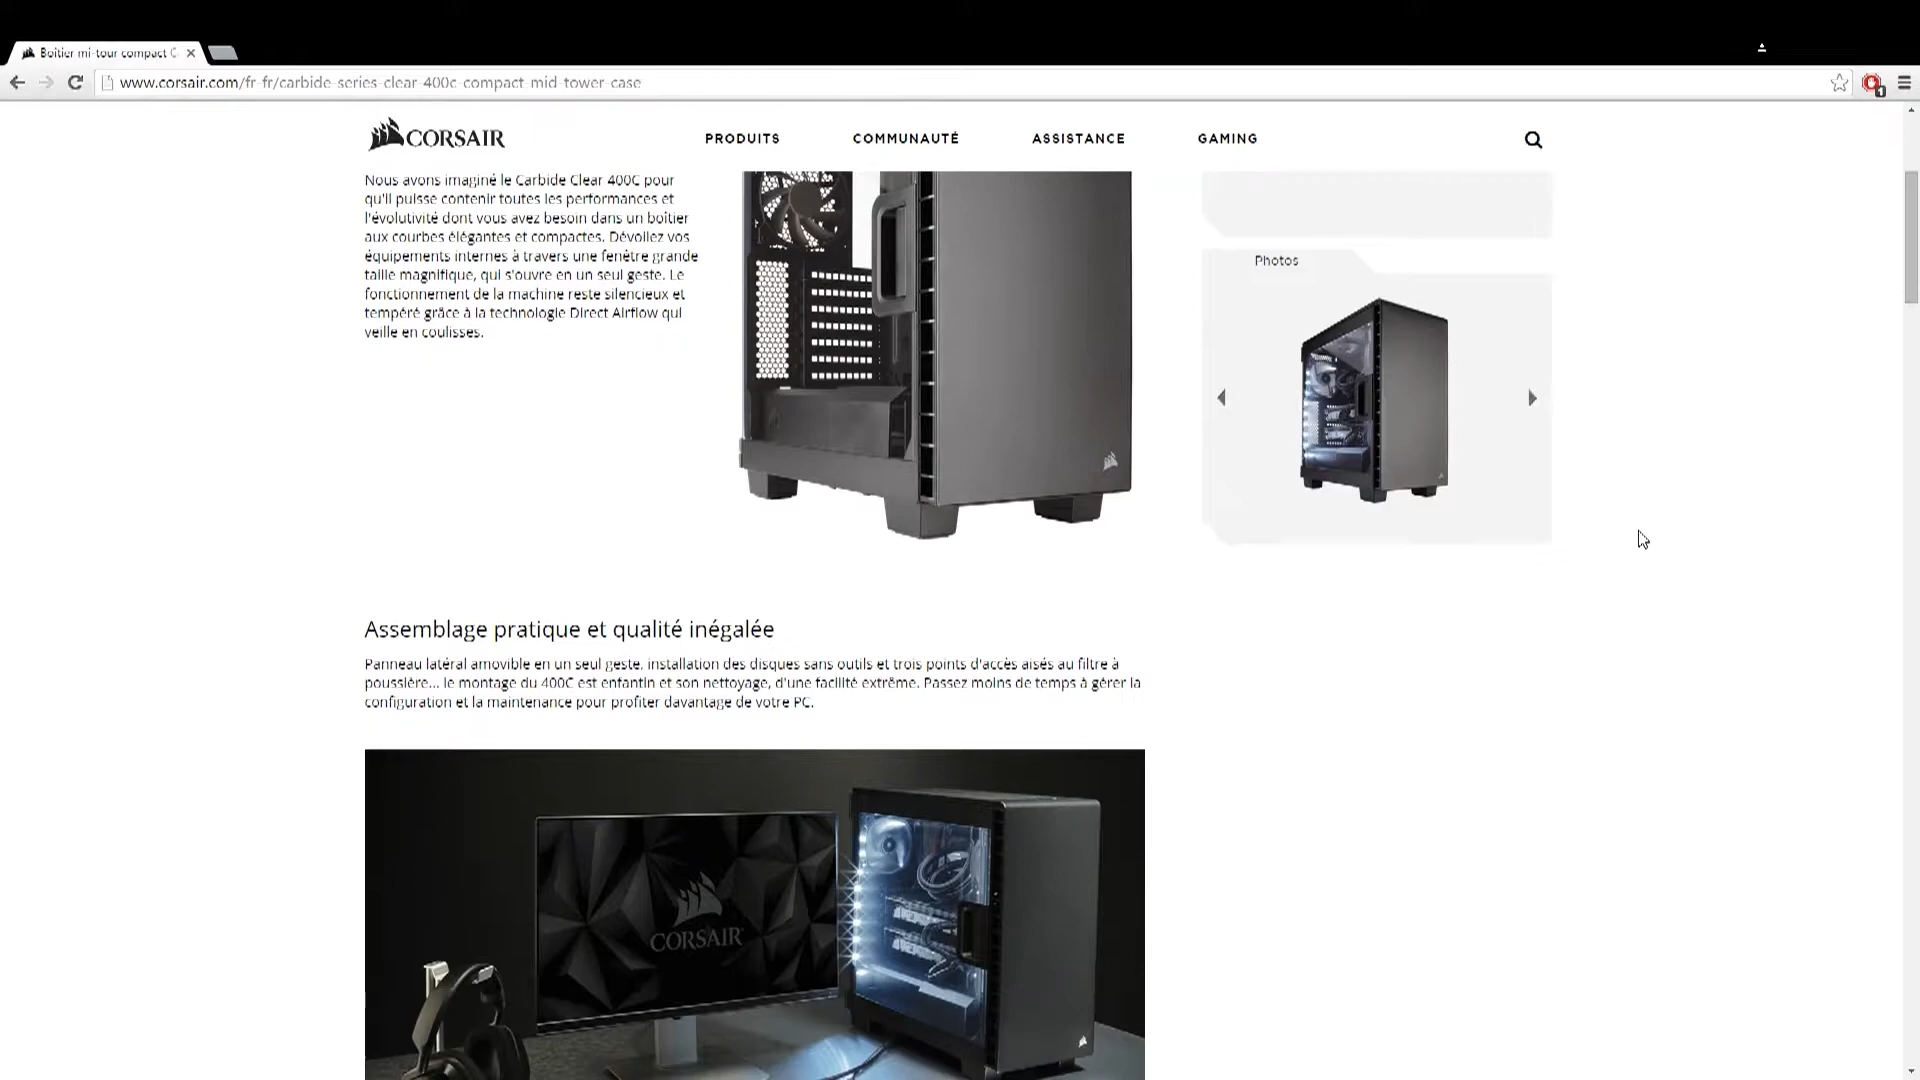 Boîtier mi-tour compact C
www.corsair.com/fr-fr/carbide-series-clear-400c-compact-mid-tower-case
1
CORSAIR
PRODUITS
COMMUNAUTÉ
ASSISTANCE
GAMING
Nous avons imaginé le Carbide Clear 400C pour
qu'il puisse contenir toutes les performances et
l'évolutivité dont vous avez besoin dans un boîtier
aux courbes élégantes et compactes. Dévoilez vos
équipements internes à travers une fenêtre grande
taille magnifique, qui s'ouvre en un seul geste. Le
fonctionnement de la machine reste silencieux et
tempéré grâce à la technologie Direct Airflow qui
veille en coulisses.
Photos
Assemblage pratique et qualité inégalée
Panneau latéral amovible en un seul geste, installation des disques sans outils et trois points d'accès aisés au filtre à
poussière... le montage du 400C est enfantin et son nettoyage, d'une facilité extrême. Passez moins de temps à gérer la
configuration et la maintenance pour profiter davantage de votre PC.
CORSAIR